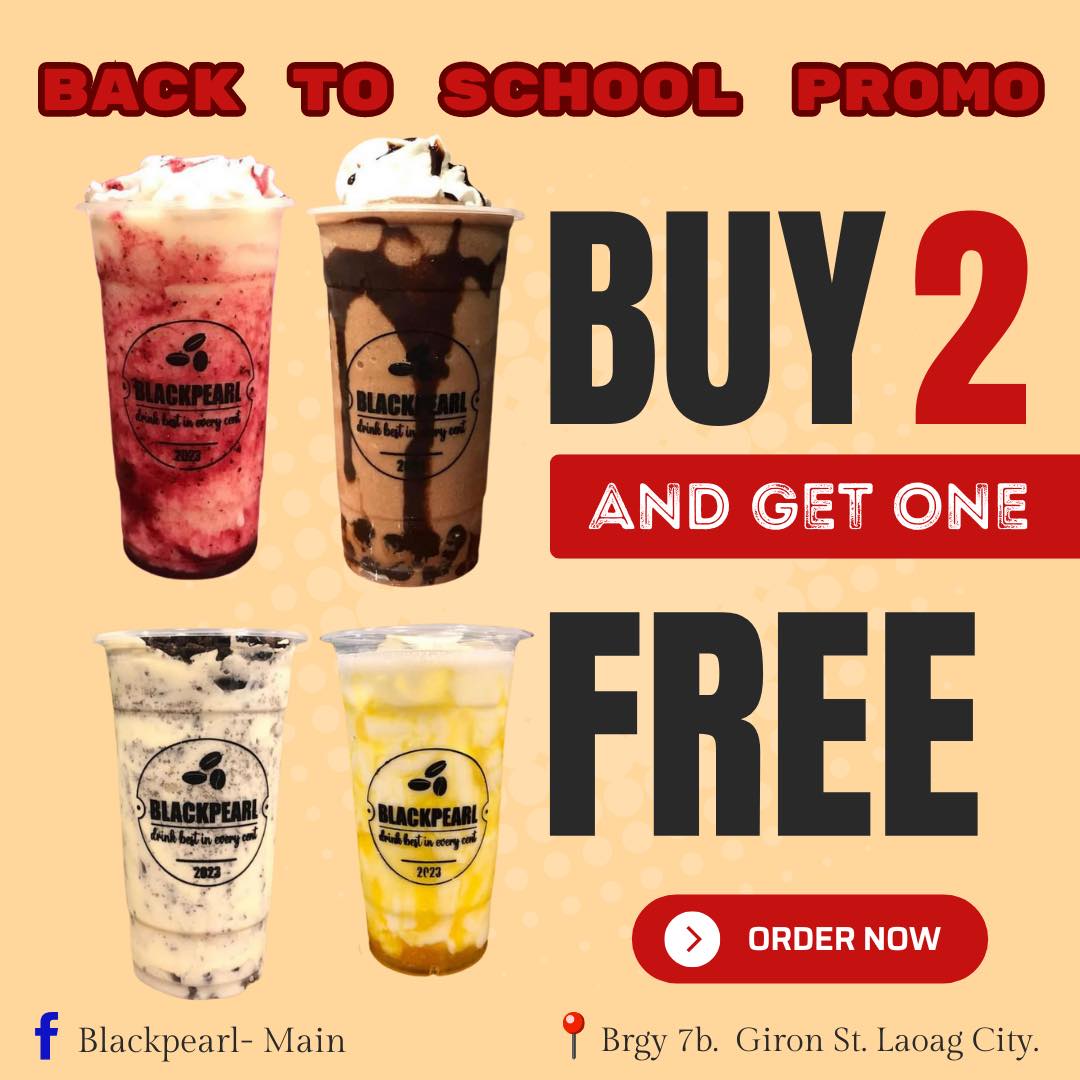 BACK TO SCHOOL PROMO
BUY 2
AND GET ONE
FREE
BLACKPEARL
drink best in every cent
2023
BLACKPEARL
drink best in every cent
2023
BLACKPEARL
drink best in every cent
2023
BLACKPEARL
drink best in every cent
2023
ORDER NOW
f Blackpearl- Main
Brgy 7b. Giron St. Laoag City.